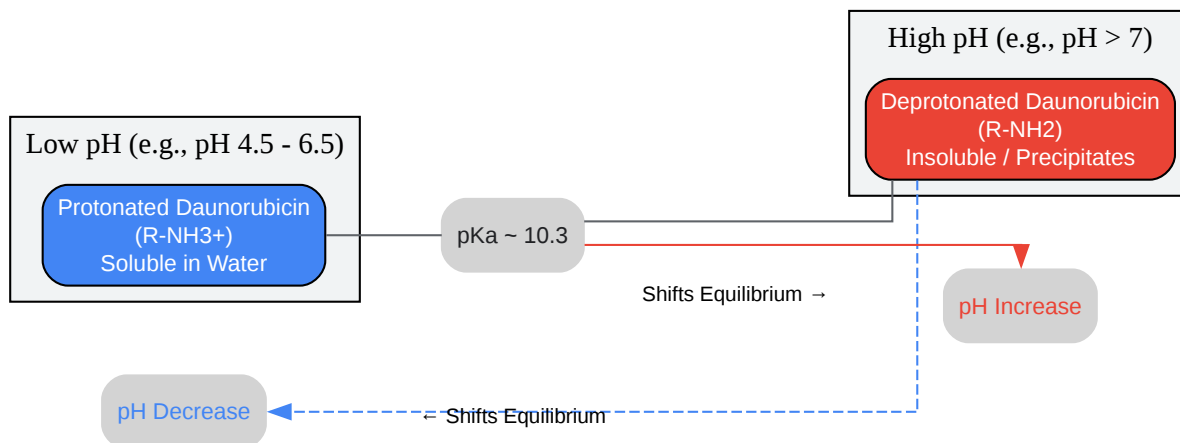 High pH (e.g., pH > 7)
Deprotonated Daunorubicin
(R-NH2)
Insoluble / Precipitates
Low pH (e.g., pH 4.5 - 6.5)
Protonated Daunorubicin
(R-NH3+)
Soluble in Water
pKa ~ 10.3
Shifts Equilibrium →
pH Increase
pH Decrease
← Shifts Equilibrium